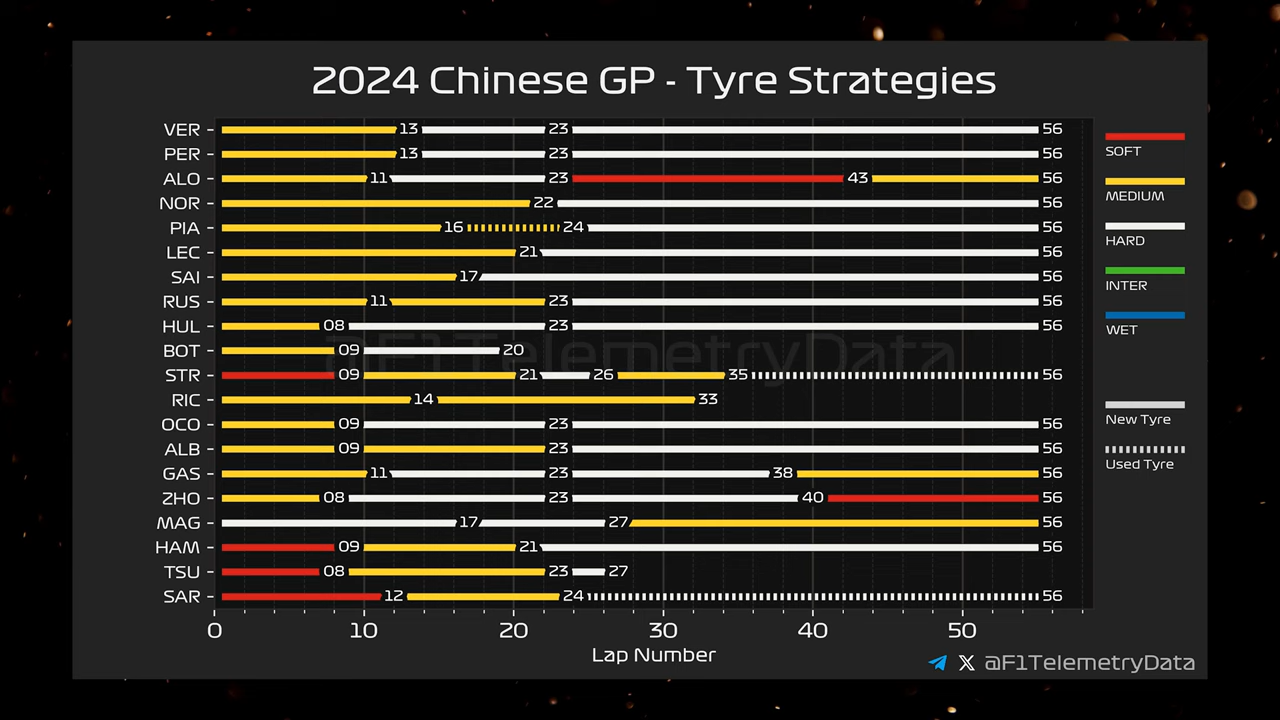 2024 Chinese GP - Tyre Strategies
VER 13 23 56
PER 13 23 56
ALO 11 23 43 56
NOR 22 56
PIA 16 24 56
LEC 21 56
SAI 17 56
RUS 11 23 56
HUL 08 23 56
BOT 09 20
STR 09 21 26 35 56
RIC 14 33
OCO 09 23 56
ALB 09 23 56
GAS 11 23 38 56
ZHO 08 23 40 56
MAG 17 27 56
HAM 09 21 56
TSU 08 23 27
SAR 12 24 56
0 10 20 30 40 50
Lap Number
SOFT
MEDIUM
HARD
INTER
WET
New Tyre
Used Tyre
@F1TelemetryData
@F1TelemetryData